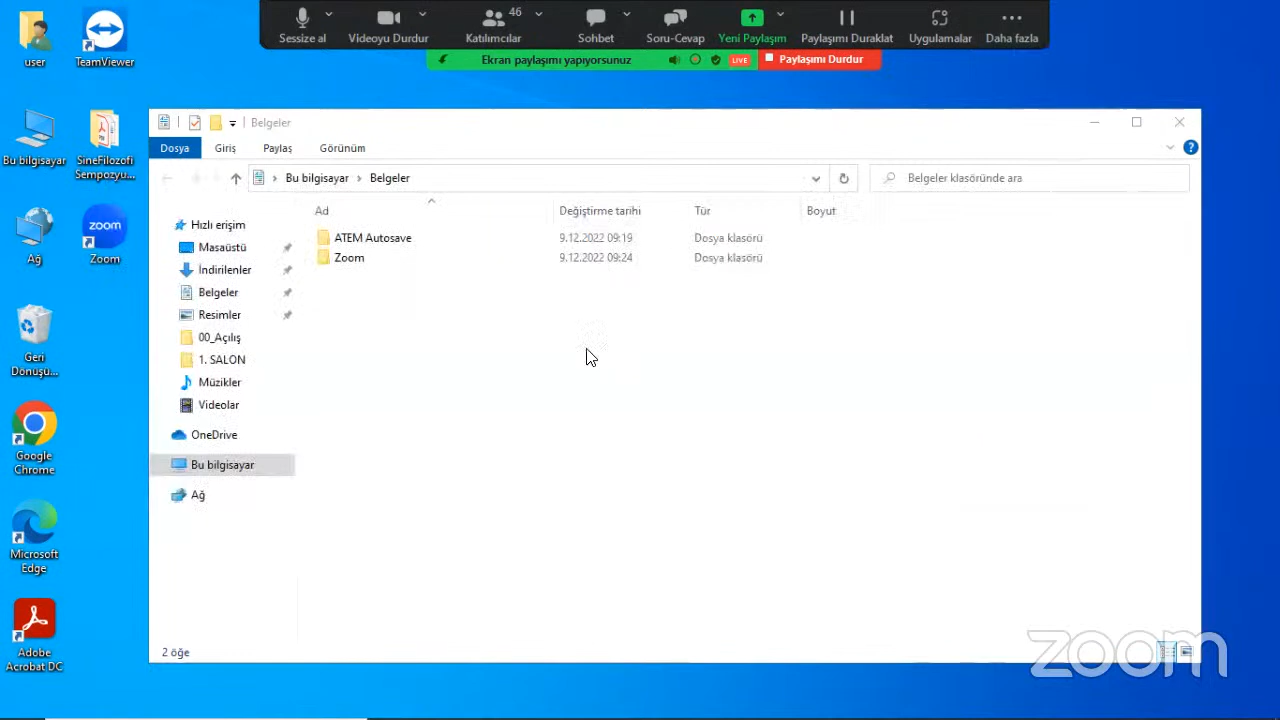 46
Sessize al
Videoyu Durdur
Katılımcılar
Sohbet
Soru-Cevap
Yeni Paylaşım
Paylaşımı Duraklat
Uygulamalar
Daha fazla
Ekran paylaşımı yapıyorsunuz
LIVE
Paylaşımı Durdur
user
TeamViewer
Bu bilgisayar
SineFilozofi
Sempozyu...
Ağ
zoom
Zoom
Geri
Dönüşü...
Google
Chrome
Microsoft
Edge
Adobe
Acrobat DC
Belgeler
Dosya
Giriş
Paylaş
Görünüm
?
Bu bilgisayar > Belgeler
Belgeler klasöründe ara
Ad
Değiştirme tarihi
Tür
Boyut
ATEM Autosave
9.12.2022 09:19
Dosya klasörü
Zoom
9.12.2022 09:24
Dosya klasörü
Hızlı erişim
Masaüstü
İndirilenler
Belgeler
Resimler
00_Açılış
1. SALON
Müzikler
Videolar
OneDrive
Bu bilgisayar
Ağ
2 öğe
zoom